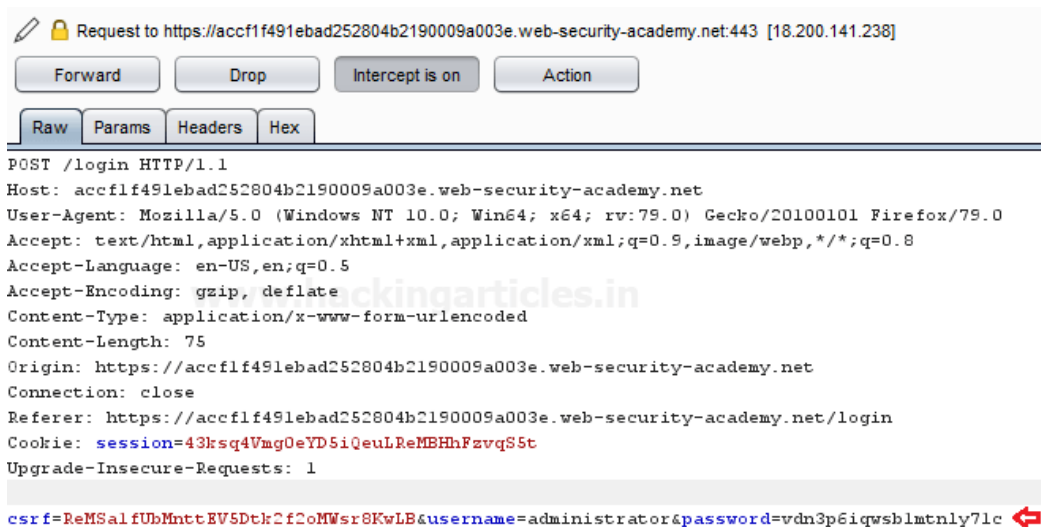 Request to https://accf1f491ebad252804b2190009a003e.web-security-academy.net:443 [18.200.141.238]
Forward Drop Intercept is on Action
Raw Params Headers Hex
POST /login HTTP/1.1
Host: accf1f491ebad252804b2190009a003e.web-security-academy.net
User-Agent: Mozilla/5.0 (Windows NT 10.0; Win64; x64; rv:79.0) Gecko/20100101 Firefox/79.0
Accept: text/html,application/xhtml+xml,application/xml;q=0.9,image/webp,*/*;q=0.8
Accept-Language: en-US,en;q=0.5
Accept-Encoding: gzip, deflate
www.hackingarticles.in
Content-Type: application/x-www-form-urlencoded
Content-Length: 75
Origin: https://accf1f491ebad252804b2190009a003e.web-security-academy.net
Connection: close
Referer: https://accf1f491ebad252804b2190009a003e.web-security-academy.net/login
Cookie: session=43ksq4Vmg0eYD5iQeuLReMBHhFzvqS5t
Upgrade-Insecure-Requests: 1
csrf=ReMSalfUbMnttEV5Dtk2f2oMWsr8KwLB&username=administrator&password=vdn3p6iqwsblmtnly7lc